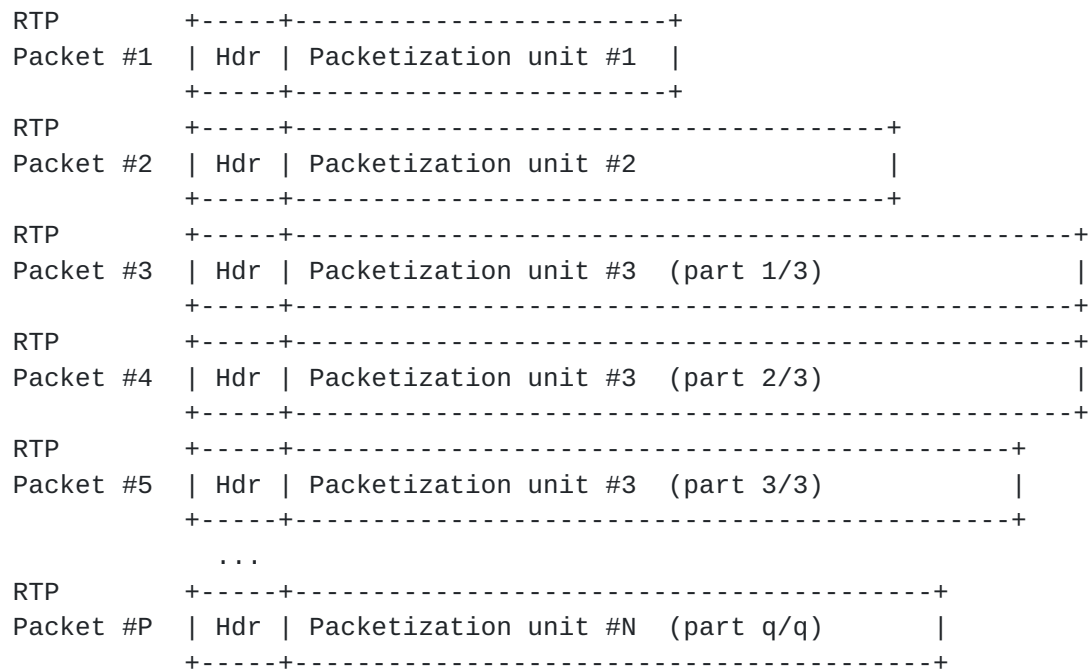 RTP         +-----+------------------------+
Packet #1  | Hdr | Packetization unit #1  |
           +-----+------------------------+
RTP         +-----+--------------------------------------+
Packet #2  | Hdr | Packetization unit #2                |
           +-----+--------------------------------------+
RTP         +-----+--------------------------------------------------+
Packet #3  | Hdr | Packetization unit #3  (part 1/3)                |
           +-----+--------------------------------------------------+
RTP         +-----+--------------------------------------------------+
Packet #4  | Hdr | Packetization unit #3  (part 2/3)                |
           +-----+--------------------------------------------------+
RTP         +-----+----------------------------------------------+
Packet #5  | Hdr | Packetization unit #3  (part 3/3)            |
           +-----+----------------------------------------------+
             ...
RTP         +-----+-----------------------------------------+
Packet #P  | Hdr | Packetization unit #N  (part q/q)       |
           +-----+-----------------------------------------+